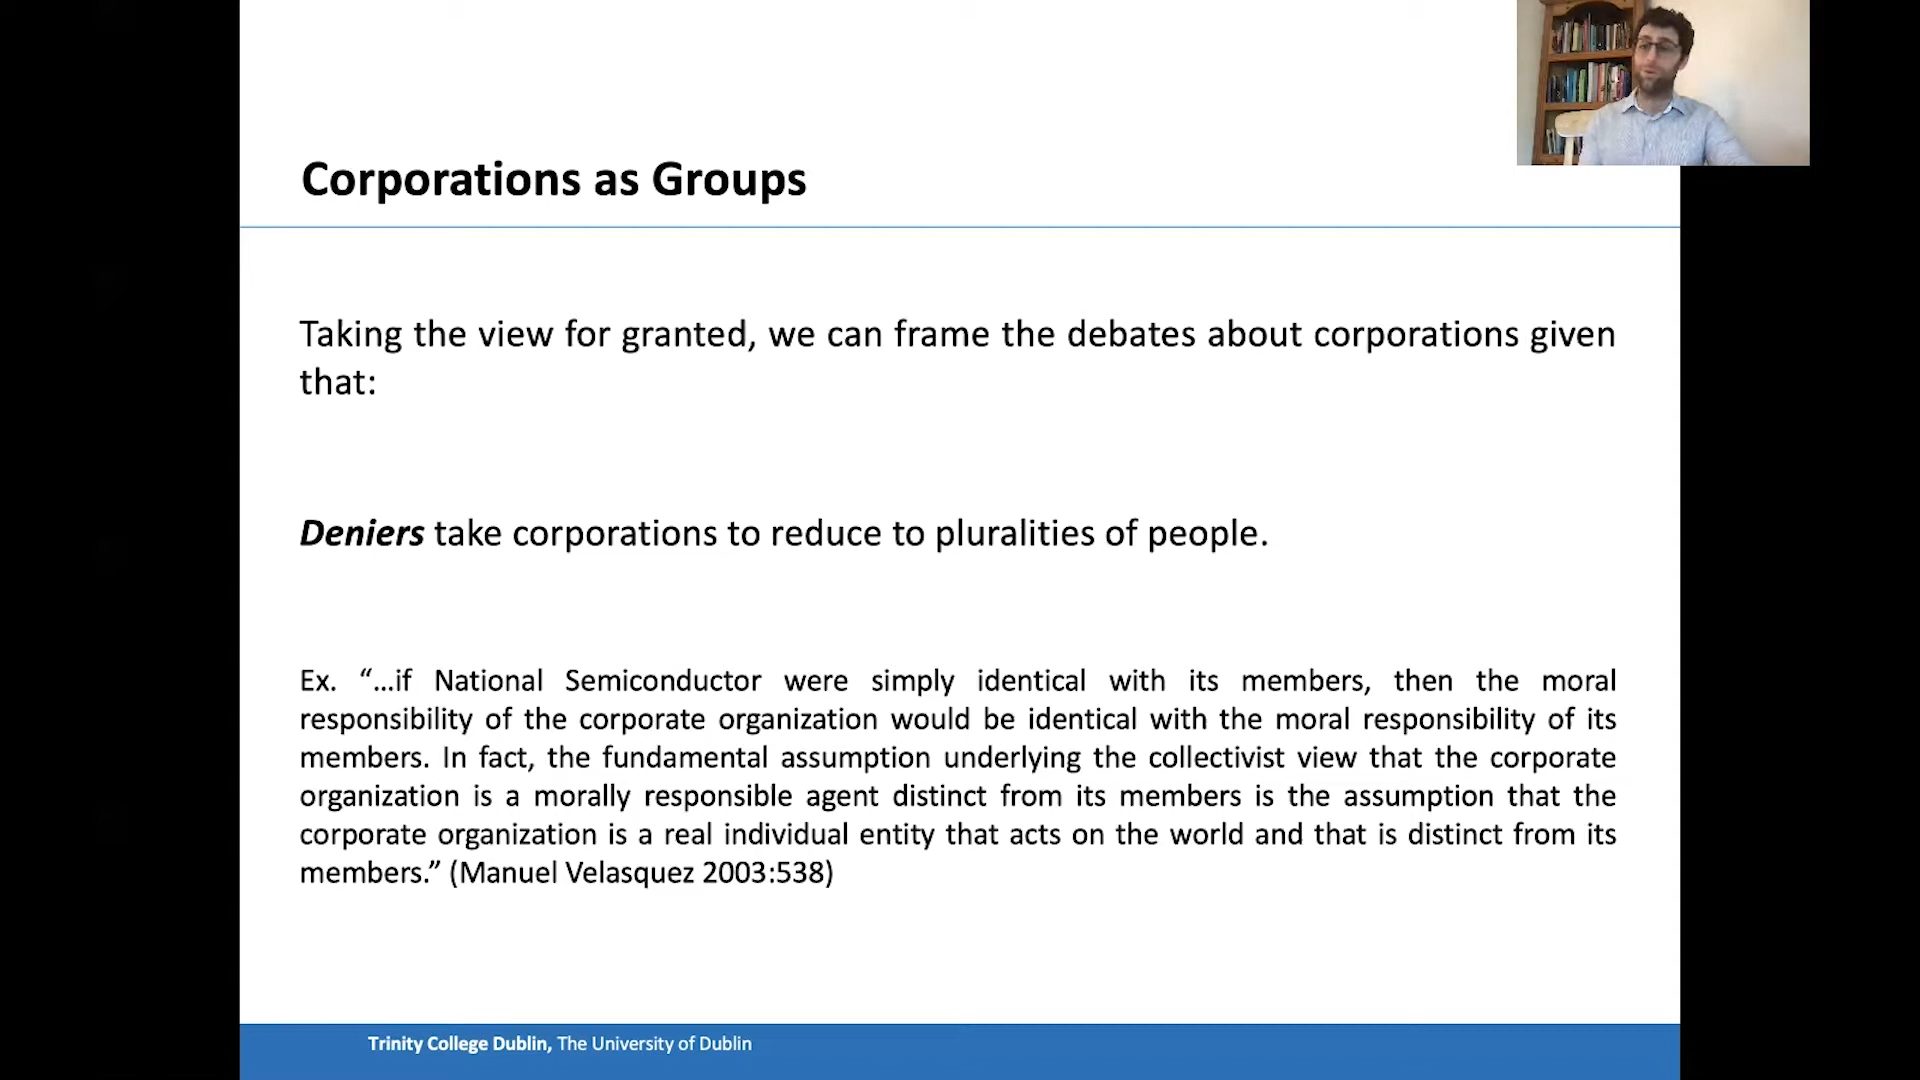 Corporations as Groups
Taking the view for granted, we can frame the debates about corporations given
that:
Deniers take corporations to reduce to pluralities of people.
Ex. “…if National Semiconductor were simply identical with its members, then the moral
responsibility of the corporate organization would be identical with the moral responsibility of its
members. In fact, the fundamental assumption underlying the collectivist view that the corporate
organization is a morally responsible agent distinct from its members is the assumption that the
corporate organization is a real individual entity that acts on the world and that is distinct from its
members.” (Manuel Velasquez 2003:538)
Trinity College Dublin, The University of Dublin